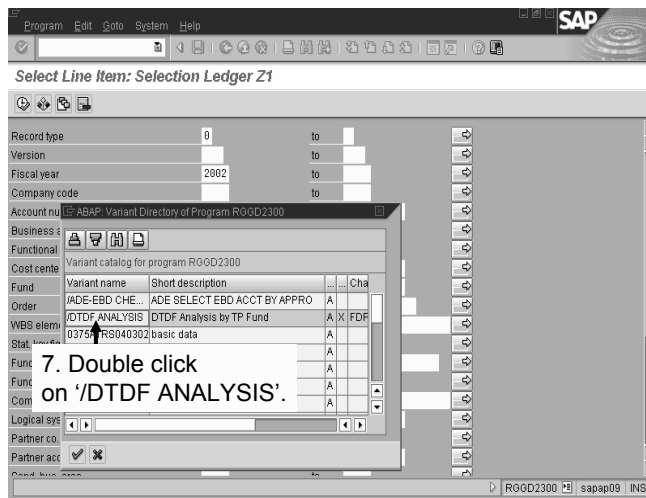 Program Edit Goto System Help
SAP
Select Line Item: Selection Ledger Z1
Record type 0 to
Version to
Fiscal year 2002 to
Company code to
Account nu
Business a
Functional
Cost cente
Fund
Order
WBS elem
Stat. key fig
Func
Func
Com
Logical sys
Partner co.
Partner acc
Cond. bus. area to
ABAP: Variant Directory of Program RGGD2300
Variant catalog for program RGGD2300
Variant name Short description ... ... Cha
/ADE-EBD CHE... ADE SELECT EBD ACCT BY APPRO A
/DTDF ANALYSIS DTDF Analysis by TP Fund A X FDF
RS040302 basic data A
A
A
A
A
7. Double click
on '/DTDF ANALYSIS'.
RGGD2300 sapap09 INS